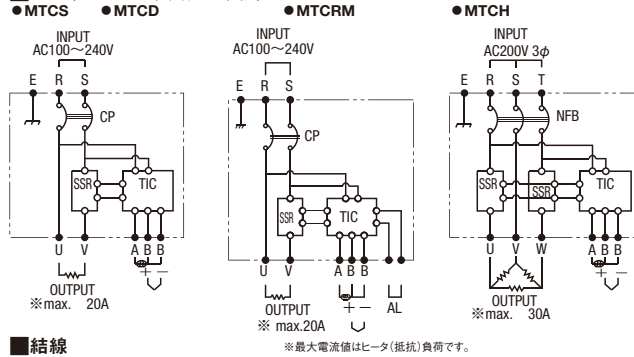 ●MTCS ●MTCD
INPUT
AC100～240V
E R S
CP
SSR
TIC
U V A B B
+ −
OUTPUT
※max. 20A
●MTCRM
INPUT
AC100～240V
E R S
CP
SSR
TIC
U V A B B
+ −
AL
OUTPUT
※ max.20A
●MTCH
INPUT
AC200V 3φ
E R S T
NFB
SSR
SSR
TIC
U V W A B B
+ −
OUTPUT
※max. 30A
■結線
※最大電流値はヒータ(抵抗)負荷です。